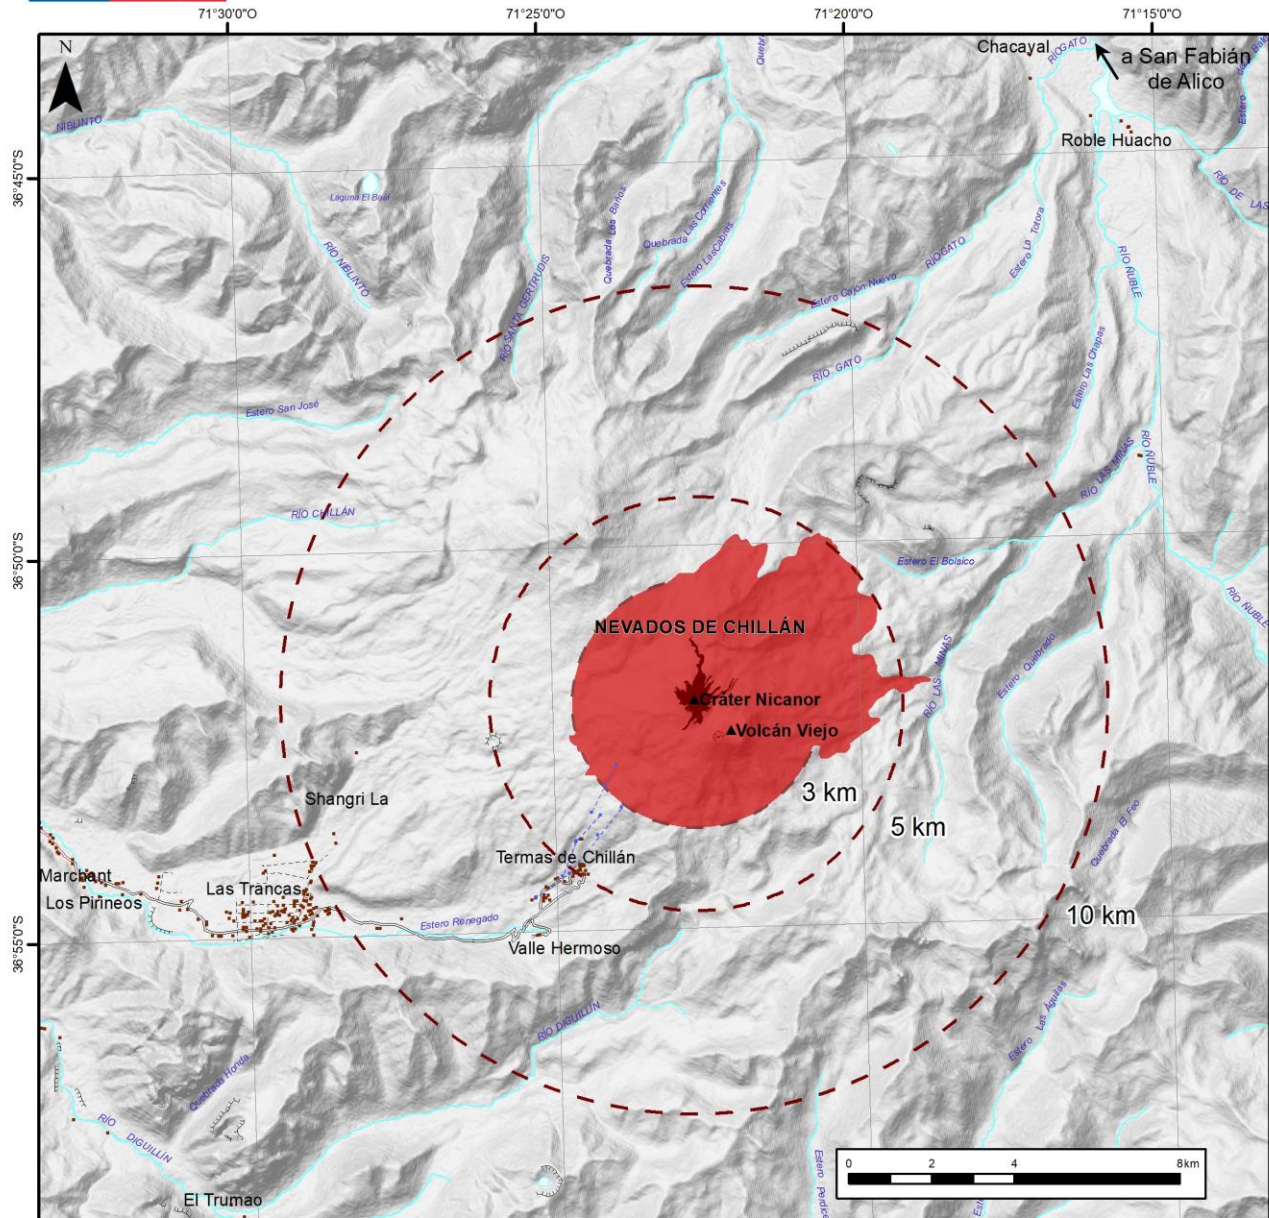 71°30'0"O
71°25'0"O
71°20'0"O
71°15'0"O
N
Chacayal
RÍO GATO
a San Fabián
de Alico
NIBLINTO
Roble Huacho
36°45'0"S
Laguna El Baúl
RÍO NIBLINTO
RÍO SANTA GERTRUDIS
Quebrada Los Baños
Quebrada Las Corrientes
Estero Las Cabras
Estero Cajón Nuevo
RÍO GATO
RÍO GATO
Estero La Totora
RÍO ÑUBLE
RÍO DE LAS
Estero San José
Estero Las Chapas
RÍO LAS MINAS
RÍO ÑUBLE
RÍO CHILLÁN
36°50'0"S
Estero El Bolsico
RÍO ÑUBLE
NEVADOS DE CHILLÁN
Cráter Nicanor
Volcán Viejo
RÍO LAS MINAS
Estero Quebrado
3 km
5 km
10 km
Shangri La
Quebrada El Feo
Termas de Chillán
Marchant
Las Trancas
Los Pirineos
Estero Renegado
Valle Hermoso
36°55'0"S
RÍO DIGUILLÍN
Estero Las Águilas
Quebrada Honda
RÍO DIGUILLÍN
El Trumao
0 2 4 8km